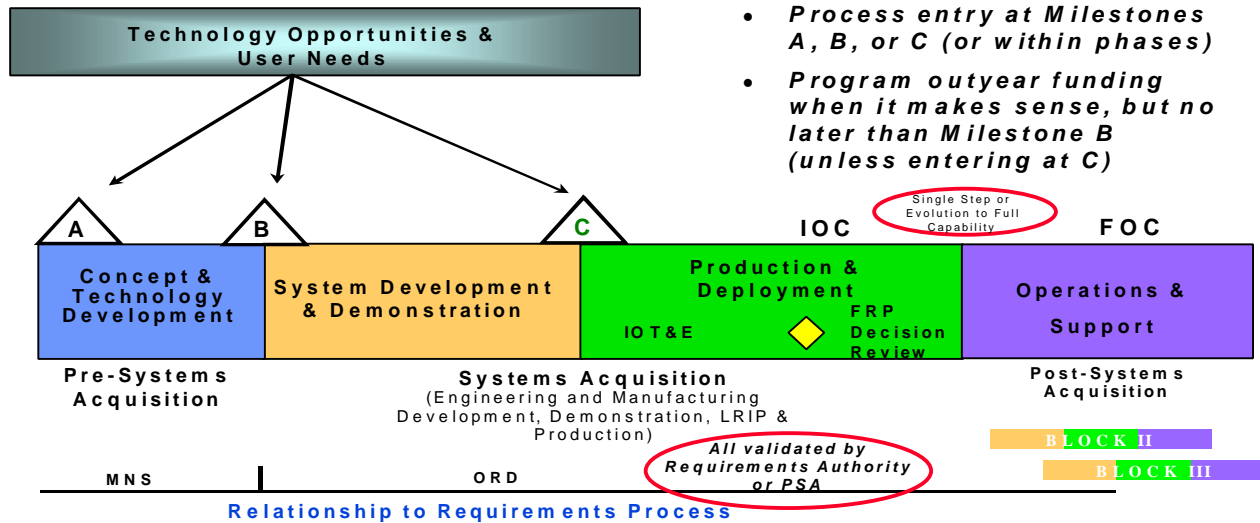 Technology Opportunities &
User Needs
• Process entry at Milestones
A, B, or C (or within phases)
• Program outyear funding
when it makes sense, but no
later than Milestone B
(unless entering at C)
A
B
C
IOC
Single Step or
Evolution to Full
Capability
FOC
Concept &
Technology
Development
System Development
& Demonstration
Production &
Deployment
IOT&E
FRP
Decision
Review
Operations &
Support
Pre-Systems
Acquisition
Systems Acquisition
(Engineering and Manufacturing
Development, Demonstration, LRIP &
Production)
Post-Systems
Acquisition
BLOCK II
BLOCK III
MNS
ORD
All validated by
Requirements Authority
or PSA
Relationship to Requirements Process